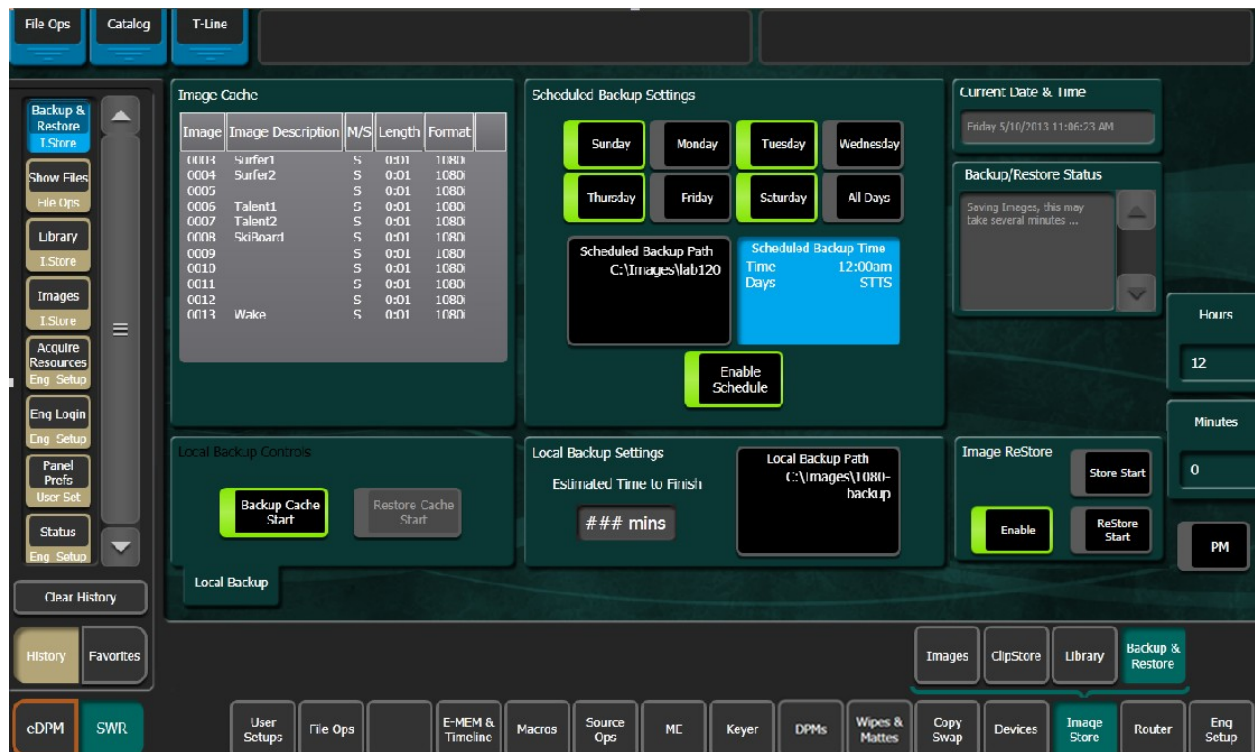 File Ops
Catalog
T-Line
Backup &
Restore
I.Store
Show Files
File Ops
Library
I.Store
Images
I.Store
Acquire
Resources
Eng Setup
Eng Login
Eng Setup
Panel
Prefs
User Set
Status
Eng Setup
Clear History
History
Favorites
Image Cache
Image Image Description M/S Length Format
0003 Surfer1 S 0:01 1080i
0004 Surfer2 S 0:01 1080i
0005 S 0:01 1080i
0006 Talent1 S 0:01 1080i
0007 Talent2 S 0:01 1080i
0008 SkiBoard S 0:01 1080i
0009 S 0:01 1080i
0010 S 0:01 1080i
0011 S 0:01 1080i
0012 S 0:01 1080i
0013 Wake S 0:01 1080i
Scheduled Backup Settings
Sunday
Monday
Tuesday
Wednesday
Thursday
Friday
Saturday
All Days
Scheduled Backup Path
C:\Images\lab120
Scheduled Backup Time
Time 12:00am
Days STTS
Enable
Schedule
Current Date & Time
Friday 5/10/2013 11:06:23 AM
Backup/Restore Status
Saving Images, this may
take several minutes ...
Hours
12
Minutes
0
PM
Local Backup Controls
Backup Cache
Start
Restore Cache
Start
Local Backup Settings
Estimated Time to Finish
### mins
Local Backup Path
C:\Images\1080-
backup
Image ReStore
Store Start
Enable
ReStore
Start
Local Backup
Images
ClipStore
Library
Backup &
Restore
eDPM
SWR
User
Setups
File Ops
E-MEM &
Timeline
Macros
Source
Ops
ME
Keyer
DPMs
Wipes &
Mattes
Copy
Swap
Devices
Image
Store
Router
Eng
Setup